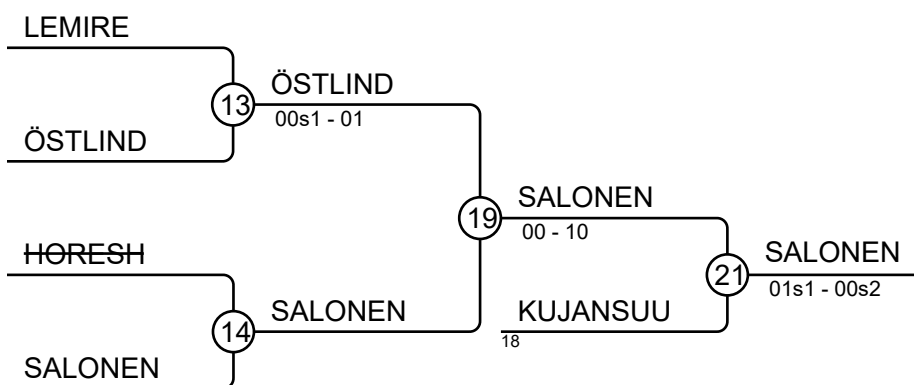 LEMIRE
13
ÖSTLIND
00s1 - 01
ÖSTLIND
SALONEN
19
00 - 10
HORESH
SALONEN
21
01s1 - 00s2
14
SALONEN
KUJANSUU
18
SALONEN